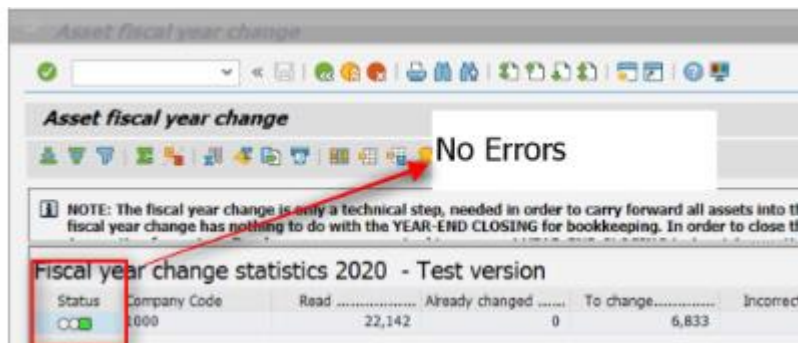 Asset fiscal year change
Asset fiscal year change
No Errors
NOTE: The fiscal year change is only a technical step, needed in order to carry forward all assets into th
fiscal year change has nothing to do with the YEAR-END CLOSING for bookkeeping. In order to close th
Fiscal year change statistics 2020 - Test version
Status Company Code Read ................ Already changed ...... To change............. Incorrect
1000 22,142 0 6,833